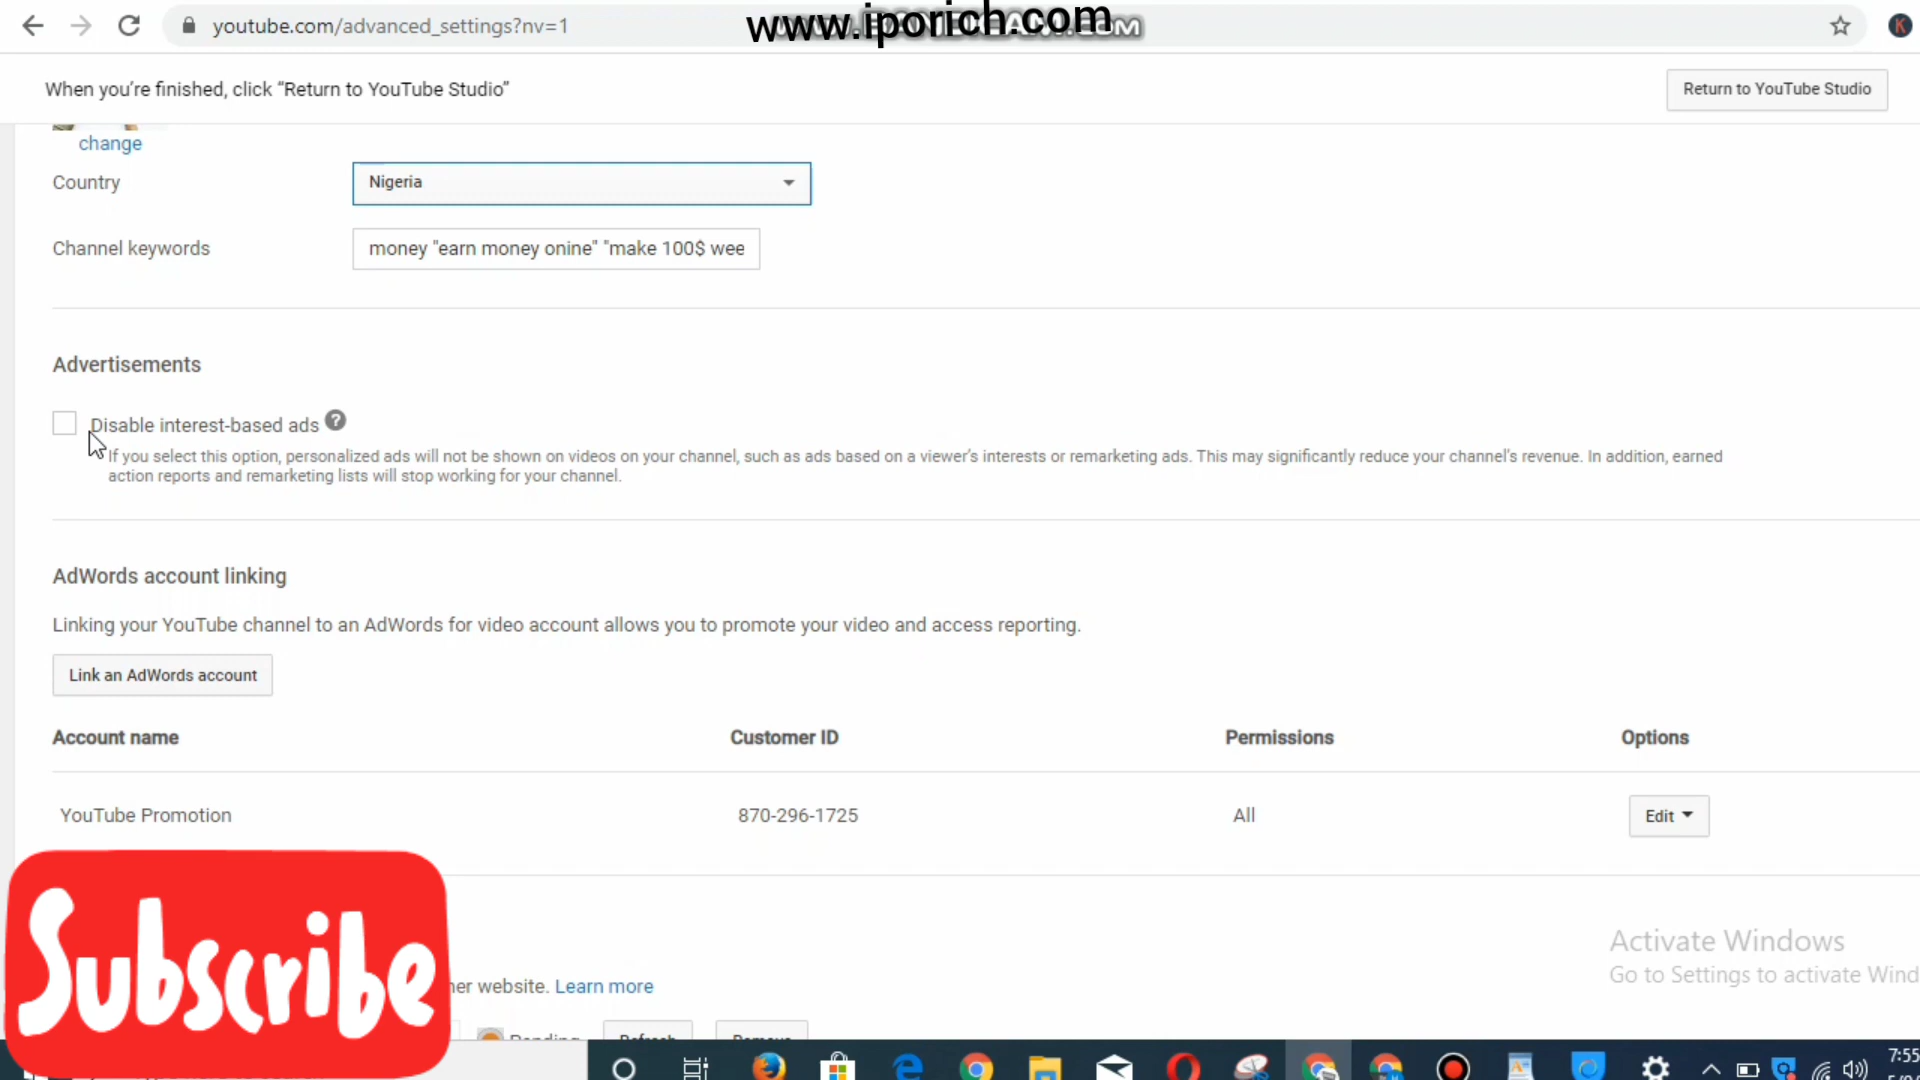 youtube.com/advanced_settings?nv=1
www.iporich.com
When you're finished, click “Return to YouTube Studio”
Return to YouTube Studio
change
Country
Nigeria
Channel keywords
money "earn money onine" "make 100$ wee
Advertisements
Disable interest-based ads ?
If you select this option, personalized ads will not be shown on videos on your channel, such as ads based on a viewer's interests or remarketing ads. This may significantly reduce your channel's revenue. In addition, earned
action reports and remarketing lists will stop working for your channel.
AdWords account linking
Linking your YouTube channel to an AdWords for video account allows you to promote your video and access reporting.
Link an AdWords account
Account name Customer ID Permissions Options
YouTube Promotion 870-296-1725 All Edit
Activate Windows
Go to Settings to activate Wind
Subscribe
her website. Learn more
Pending Refresh Remove
7:55